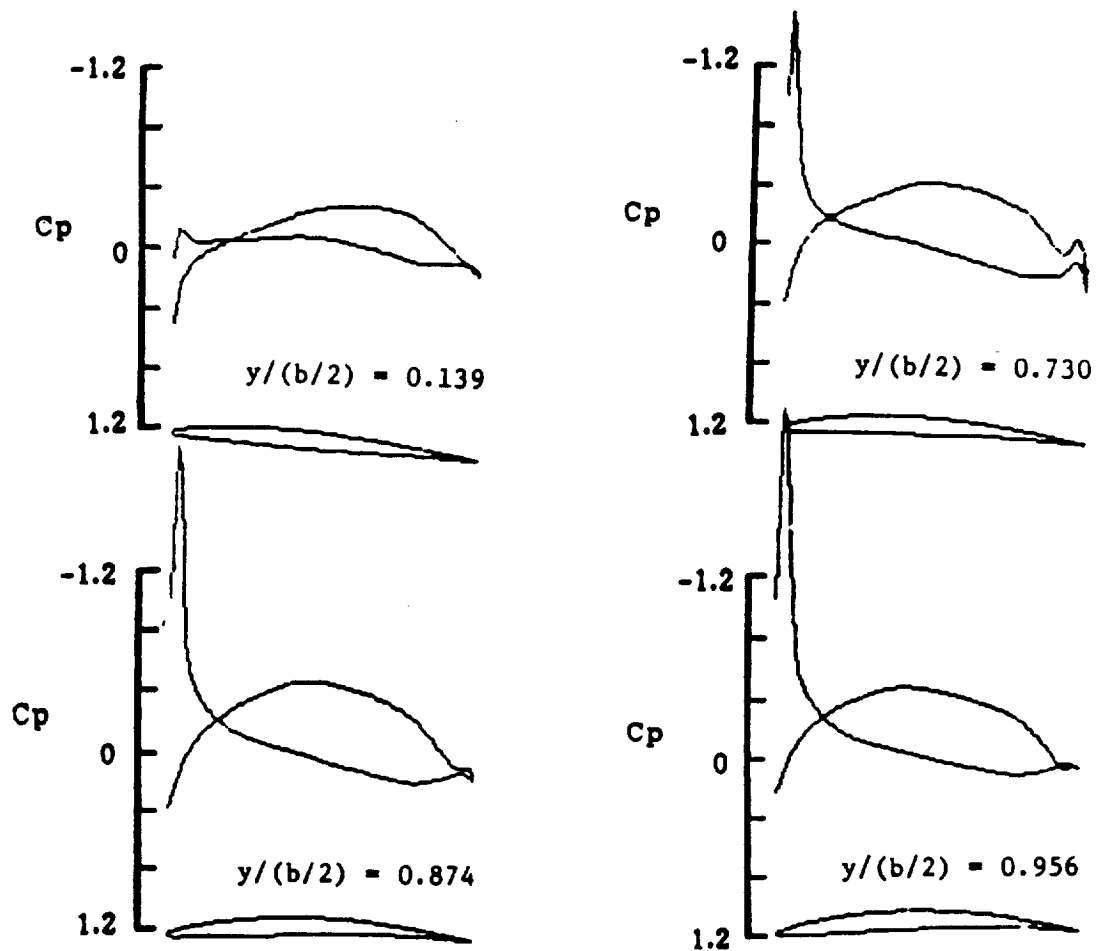 -1.2
Cp
0
y/(b/2) = 0.139
1.2
-1.2
Cp
0
y/(b/2) = 0.730
1.2
-1.2
Cp
0
y/(b/2) = 0.874
1.2
-1.2
Cp
0
y/(b/2) = 0.956
1.2